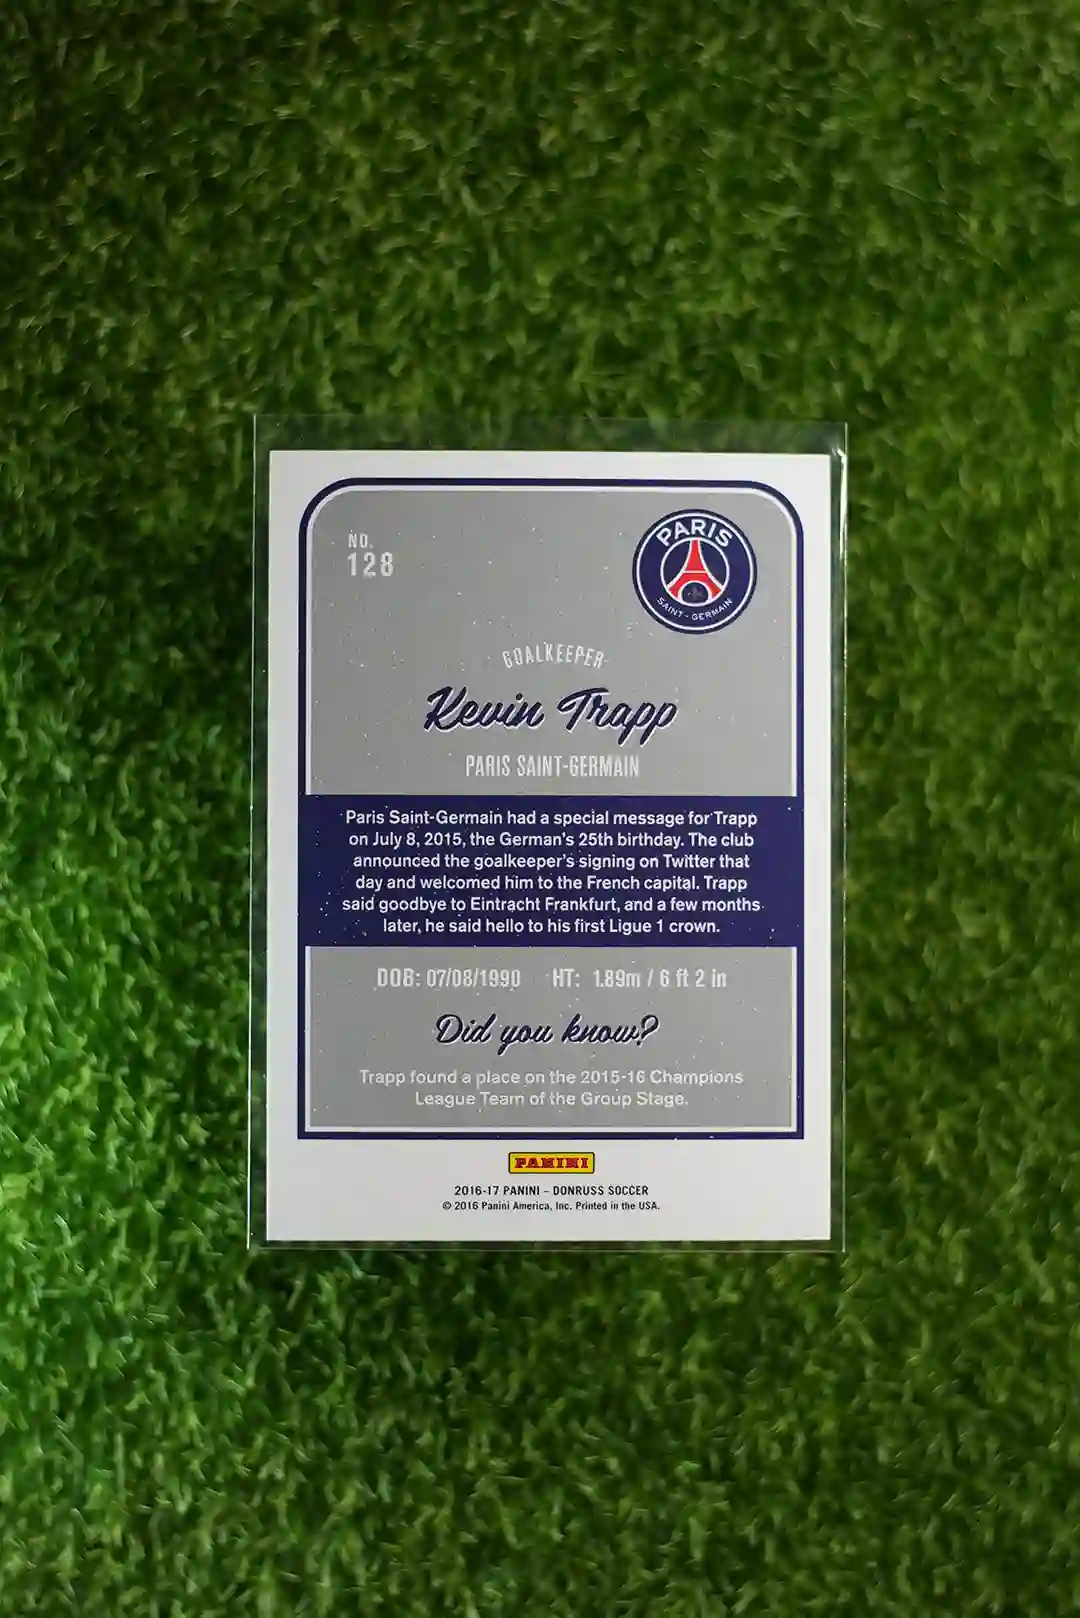 NO.
128
PARIS
SAINT-GERMAIN
GOALKEEPER
Kevin Trapp
PARIS SAINT-GERMAIN
Paris Saint-Germain had a special message for Trapp
on July 8, 2015, the German's 25th birthday. The club
announced the goalkeeper's signing on Twitter that
day and welcomed him to the French capital. Trapp
said goodbye to Eintracht Frankfurt, and a few months
later, he said hello to his first Ligue 1 crown.
DOB: 07/08/1990 HT: 1.89m / 6 ft 2 in
Did you know?
Trapp found a place on the 2015-16 Champions
League Team of the Group Stage.
PANINI
2016-17 PANINI – DONRUSS SOCCER
© 2016 Panini America, Inc. Printed in the USA.